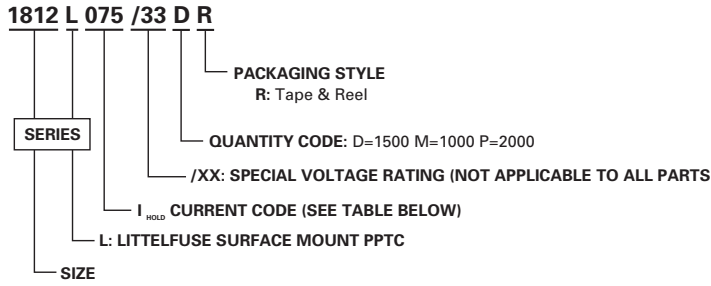 1812 L 075 /33 D R
PACKAGING STYLE
R: Tape & Reel
SERIES
QUANTITY CODE: D=1500 M=1000 P=2000
/XX: SPECIAL VOLTAGE RATING (NOT APPLICABLE TO ALL PARTS
I HOLD CURRENT CODE (SEE TABLE BELOW)
L: LITTELFUSE SURFACE MOUNT PPTC
SIZE